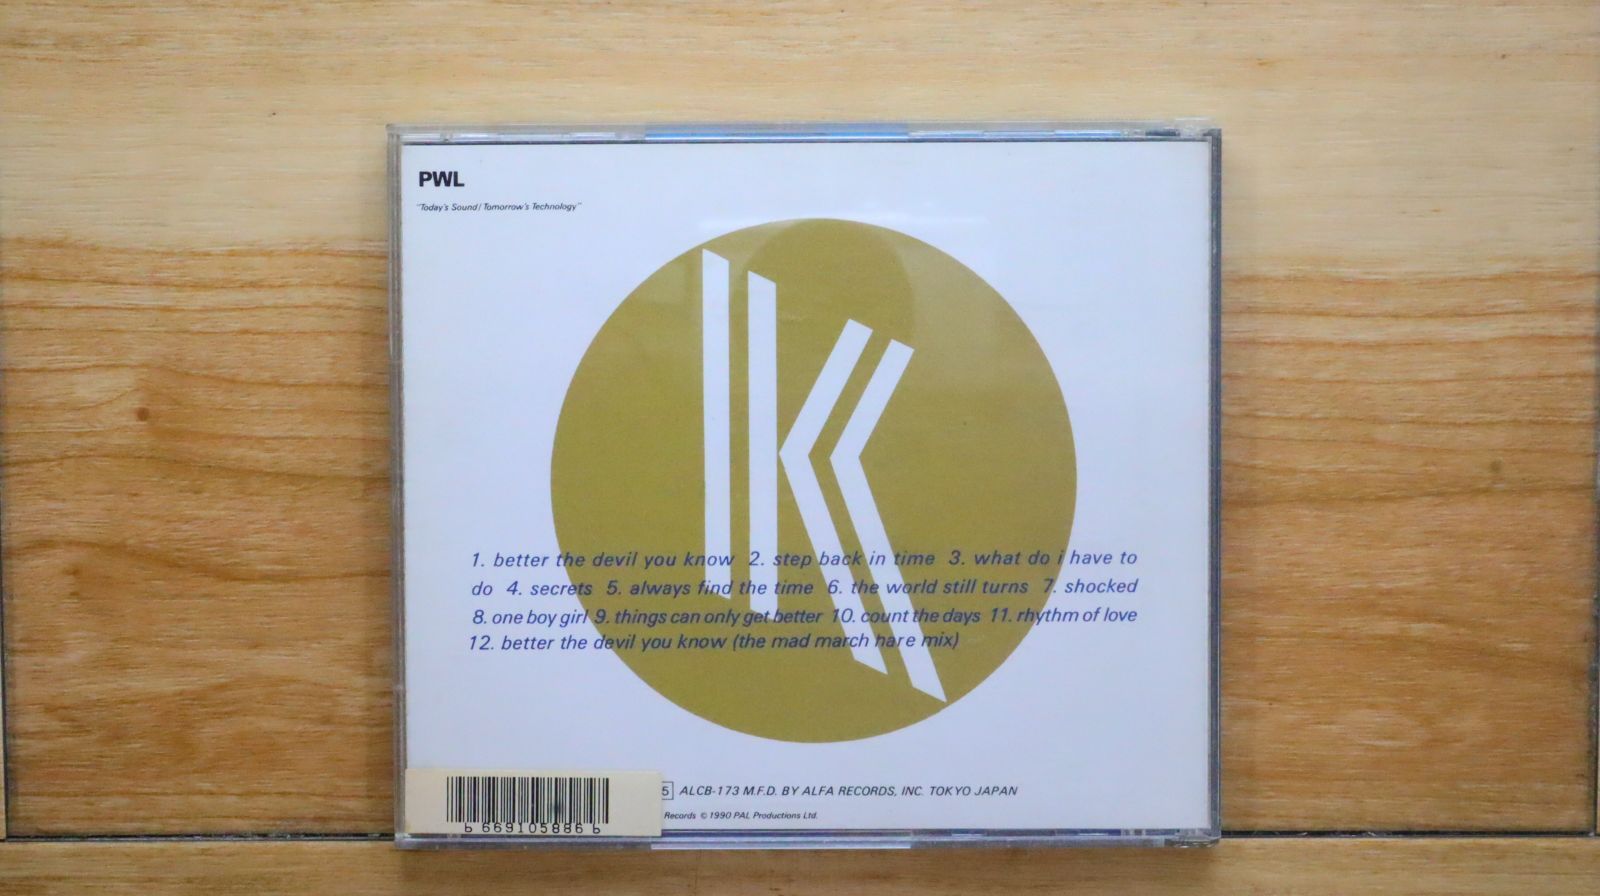 PWL
"Today's Sound/Tomorrow's Technology"
K
1. better the devil you know 2. step back in time 3. what do i have to
do 4. secrets 5. always find the time 6. the world still turns 7. shocked
8. one boy girl 9. things can only get better 10. count the days 11. rhythm of love
12. better the devil you know (the mad march hare mix)
5 ALCB-173 M.F.D. BY ALFA RECORDS, INC. TOKYO JAPAN
Records © 1990 PAL Productions Ltd.